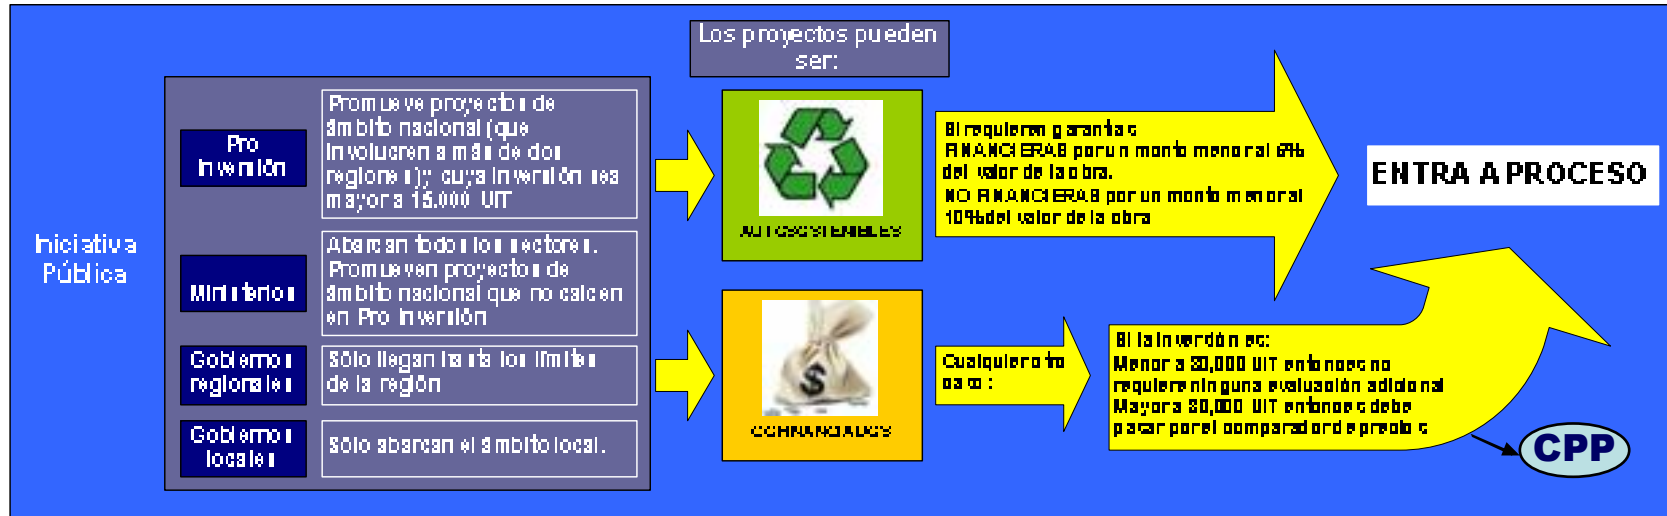 Iniciativa
Pública
Pro
Inversión
Promueve proyectos de
ámbito nacional (que
involucren a más de dos
regiones) y cuya inversión sea
mayor a 15.000 UIT
Ministerios
Abarcan todos los sectores.
Promueven proyectos de
ámbito nacional que no calcen
en Pro Inversión
Gobiernos
regionales
Sólo llegan hasta los límites
de la región
Gobiernos
locales
Sólo abarcan el ámbito local.
Los proyectos pueden
ser:
AUTOSOSTENIBLES
COFINANCIADOS
Si requieren garantías
FINANCIERAS por un monto menor al 5%
del valor de la obra.
NO FINANCIERAS por un monto menor al
10% del valor de la obra
Cualquier otro
caso:
Si la inversión es:
Menor a 30,000 UIT entonces no
requiere ninguna evaluación adicional
Mayor a 30,000 UIT entonces debe
pasar por el comparador de precios
ENTRA A PROCESO
CPP